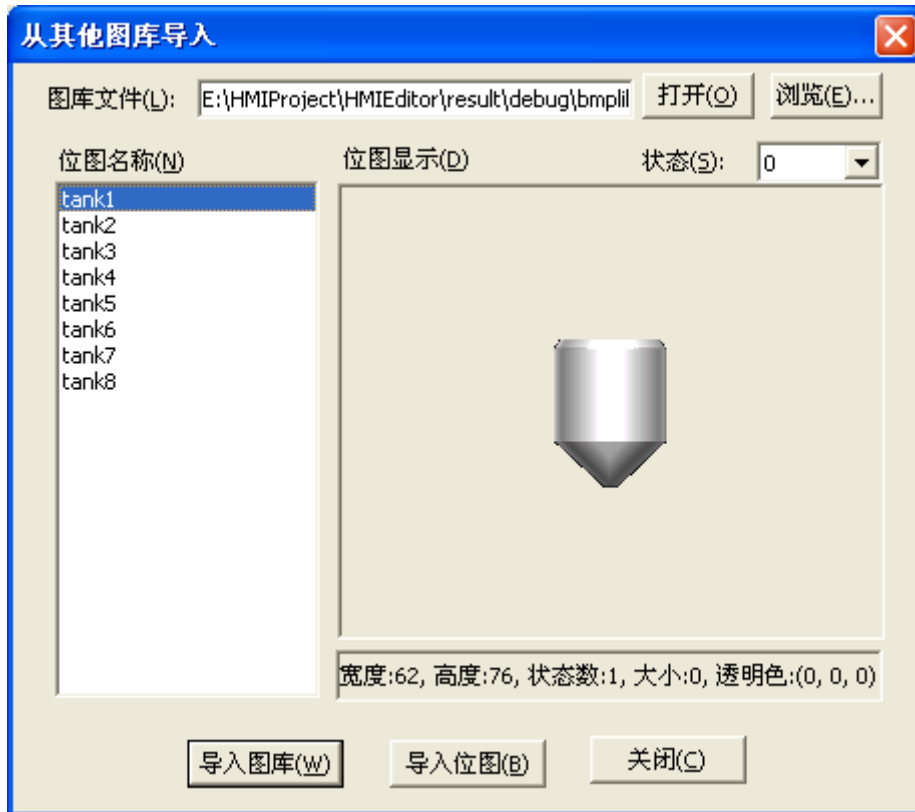 从其他图库导入
图库文件(L): E:\HMIProject\HMIEditor\result\debug\bmplil 打开(O) 浏览(E)...
位图名称(N) 位图显示(D) 状态(S): 0
tank1
tank2
tank3
tank4
tank5
tank6
tank7
tank8
宽度:62, 高度:76, 状态数:1, 大小:0, 透明色:(0, 0, 0)
导入图库(W) 导入位图(B) 关闭(C)